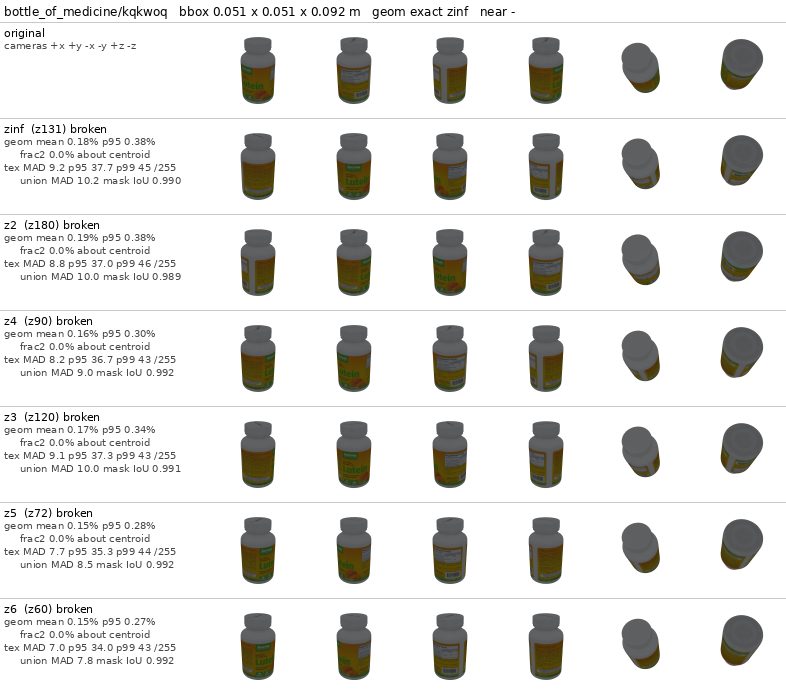 bottle_of_medicine/kqkwoq bbox 0.051 x 0.051 x 0.092 m geom exact zinf near -
original
cameras +x +y -x -y +z -z
zinf (z131) broken
geom mean 0.18% p95 0.38%
frac2 0.0% about centroid
tex MAD 9.2 p95 37.7 p99 45 /255
union MAD 10.2 mask IoU 0.990
z2 (z180) broken
geom mean 0.19% p95 0.38%
frac2 0.0% about centroid
tex MAD 8.8 p95 37.0 p99 46 /255
union MAD 10.0 mask IoU 0.989
z4 (z90) broken
geom mean 0.16% p95 0.30%
frac2 0.0% about centroid
tex MAD 8.2 p95 36.7 p99 43 /255
union MAD 9.0 mask IoU 0.992
z3 (z120) broken
geom mean 0.17% p95 0.34%
frac2 0.0% about centroid
tex MAD 9.1 p95 37.3 p99 43 /255
union MAD 10.0 mask IoU 0.991
z5 (z72) broken
geom mean 0.15% p95 0.28%
frac2 0.0% about centroid
tex MAD 7.7 p95 35.3 p99 44 /255
union MAD 8.5 mask IoU 0.992
z6 (z60) broken
geom mean 0.15% p95 0.27%
frac2 0.0% about centroid
tex MAD 7.0 p95 34.0 p99 43 /255
union MAD 7.8 mask IoU 0.992